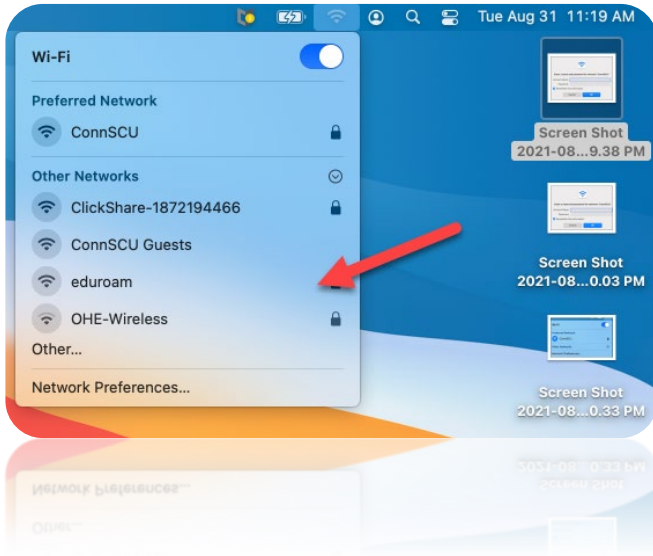 Tue Aug 31 11:19 AM
Wi-Fi
Preferred Network
ConnSCU
Other Networks
ClickShare-1872194466
ConnSCU Guests
eduroam
OHE-Wireless
Other...
Network Preferences...
Screen Shot
2021-08...9.38 PM
Screen Shot
2021-08...0.03 PM
Screen Shot
2021-08...0.33 PM